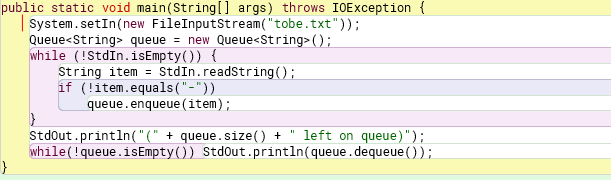 public static void main(String[] args) throws IOException {
System.setIn(new FileInputStream("tobe.txt"));
Queue<String> queue = new Queue<String>();
while (!StdIn.isEmpty()) {
String item = StdIn.readString();
if (!item.equals("-"))
queue.enqueue(item);
}
StdOut.println("(" + queue.size() + " left on queue)");
while(!queue.isEmpty()) StdOut.println(queue.dequeue());
}